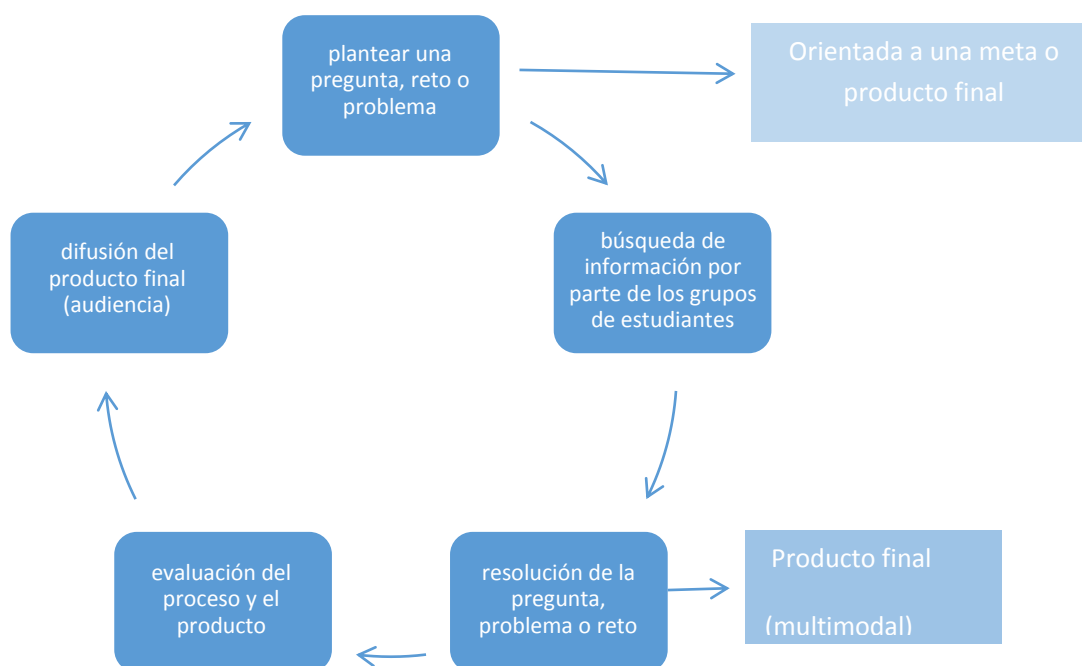 plantear una
pregunta, reto o
problema
Orientada a una meta o
producto final
búsqueda de
información por
parte de los grupos
de estudiantes
resolución de la
pregunta,
problema o reto
Producto final
(multimodal)
evaluación del
proceso y el
producto
difusión del
producto final
(audiencia)